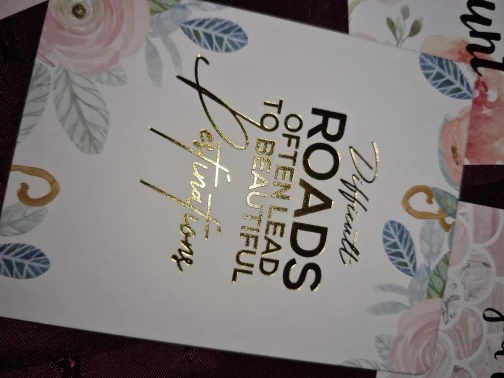 Difficult
ROADS
OFTEN LEAD
TO BEAUTIFUL
Destinations